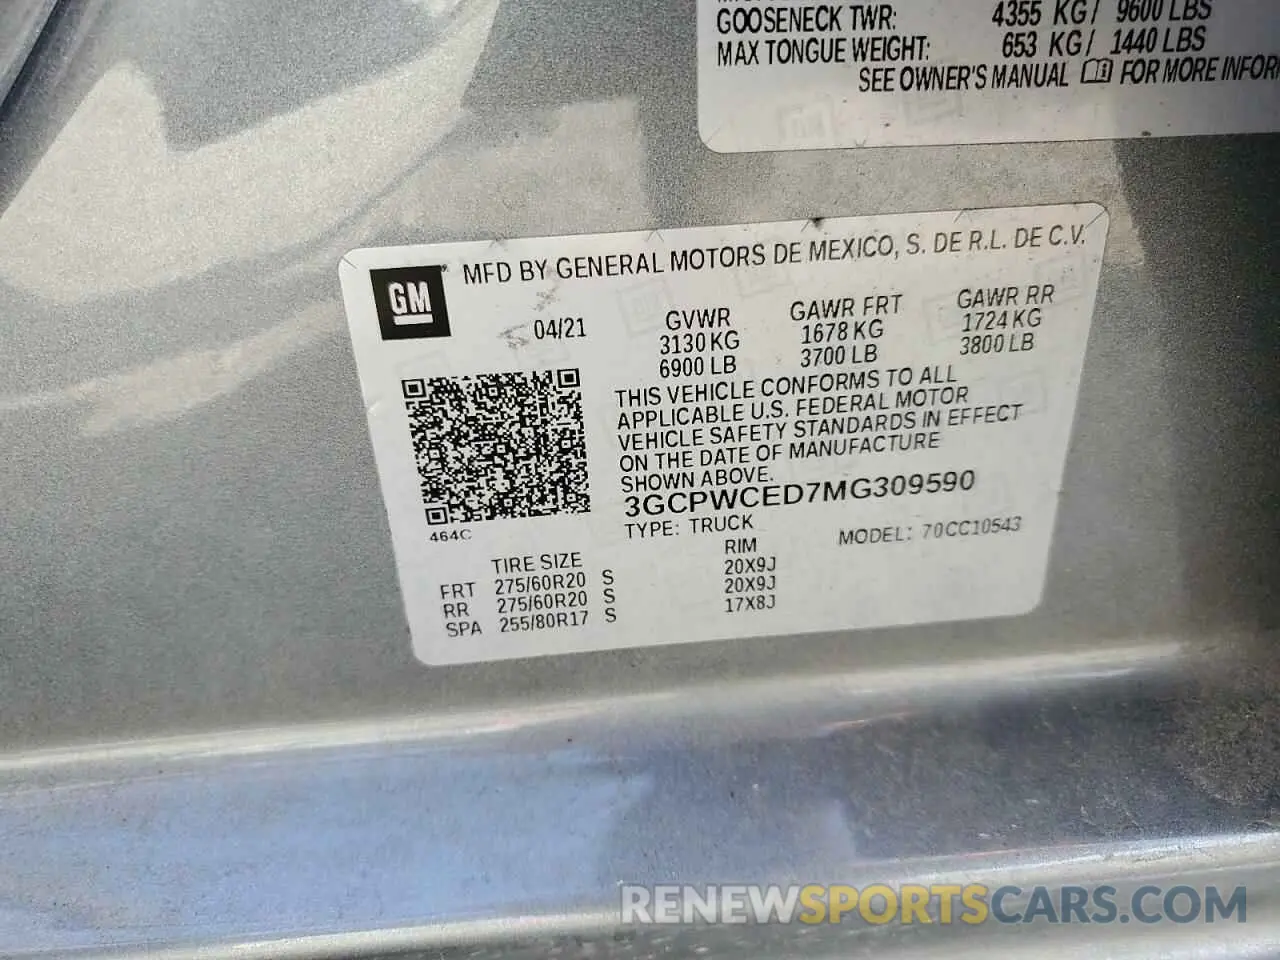 GOOSENECK TWR: 4355 KG/ 9600 LBS
MAX TONGUE WEIGHT: 653 KG/ 1440 LBS
SEE OWNER'S MANUAL FOR MORE INFOR
GM
MFD BY GENERAL MOTORS DE MEXICO, S. DE R.L. DE C.V.
04/21 GVWR GAWR FRT GAWR RR
3130 KG 1678 KG 1724 KG
6900 LB 3700 LB 3800 LB
THIS VEHICLE CONFORMS TO ALL
APPLICABLE U.S. FEDERAL MOTOR
VEHICLE SAFETY STANDARDS IN EFFECT
ON THE DATE OF MANUFACTURE
SHOWN ABOVE.
3GCPWCED7MG309590
464C
TYPE: TRUCK MODEL: 70CC10543
TIRE SIZE RIM
FRT 275/60R20 S 20X9J
RR 275/60R20 S 20X9J
SPA 255/80R17 S 17X8J
RENEWSPORTSCARS.COM